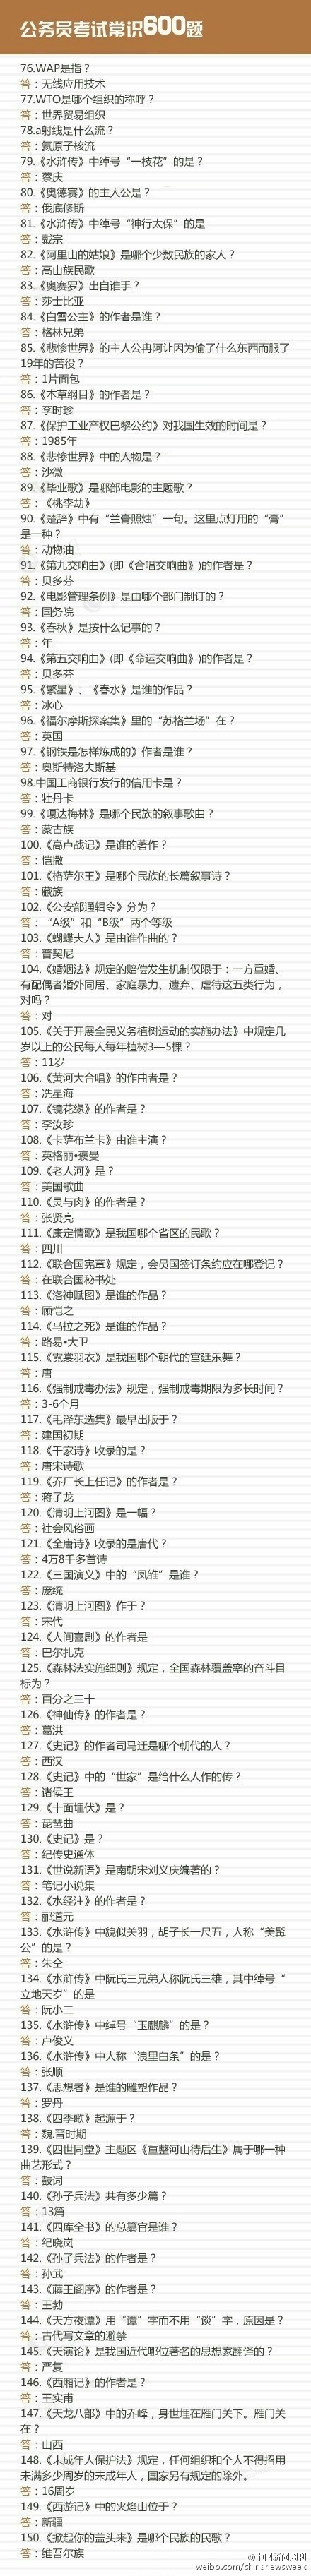 公务员考试常识600题
76.WAP是指？
答：无线应用技术
77.WTO是哪个组织的称呼？
答：世界贸易组织
78.a射线是什么流？
答：氦原子核流
79.《水浒传》中绰号“一枝花”的是？
答：蔡庆
80.《奥德赛》的主人公是？
答：俄底修斯
81.《水浒传》中绰号“神行太保”的是
答：戴宗
82.《阿里山的姑娘》是哪个少数民族的家人？
答：高山族民歌
83.《奥赛罗》出自谁手？
答：莎士比亚
84.《白雪公主》的作者是谁？
答：格林兄弟
85.《悲惨世界》的主人公冉阿让因为偷了什么东西而服了
19年的苦役？
答：1片面包
86.《本草纲目》的作者是？
答：李时珍
87.《保护工业产权巴黎公约》对我国生效的时间是？
答：1985年
88.《悲惨世界》中的人物是？
答：沙微
89.《毕业歌》是哪部电影的主题歌？
答：《桃李劫》
90.《楚辞》中有“兰膏照烛”一句。这里点灯用的“膏”
是一种？
答：动物油
91.《第九交响曲》(即《合唱交响曲》)的作者是？
答：贝多芬
92.《电影管理条例》是由哪个部门制订的？
答：国务院
93.《春秋》是按什么记事的？
答：年
94.《第五交响曲》(即《命运交响曲》)的作者是？
答：贝多芬
95.《繁星》、《春水》是谁的作品？
答：冰心
96.《福尔摩斯探案集》里的“苏格兰场”在？
答：英国
97.《钢铁是怎样炼成的》作者是谁？
答：奥斯特洛夫斯基
98.中国工商银行发行的信用卡是？
答：牡丹卡
99.《嘎达梅林》是哪个民族的叙事歌曲？
答：蒙古族
100.《高卢战记》是谁的著作？
答：恺撒
101.《格萨尔王》是哪个民族的长篇叙事诗？
答：藏族
102.《公安部通辑令》分为？
答：“A级”和“B级”两个等级
103.《蝴蝶夫人》是由谁作曲的？
答：普契尼
104.《婚姻法》规定的赔偿发生机制仅限于：一方重婚、
有配偶者婚外同居、家庭暴力、遗弃、虐待这五类行为，
对吗？
答：对
105.《关于开展全民义务植树运动的实施办法》中规定几
岁以上的公民每人每年植树3—5棵？
答：11岁
106.《黄河大合唱》的作曲者是？
答：冼星海
107.《镜花缘》的作者是？
答：李汝珍
108.《卡萨布兰卡》由谁主演？
答：英格丽•褒曼
109.《老人河》是？
答：美国歌曲
110.《灵与肉》的作者是？
答：张贤亮
111.《康定情歌》是我国哪个省区的民歌？
答：四川
112.《联合国宪章》规定，会员国签订条约应在哪登记？
答：在联合国秘书处
113.《洛神赋图》是谁的作品？
答：顾恺之
114.《马拉之死》是谁的作品？
答：路易•大卫
115.《霓裳羽衣》是我国哪个朝代的宫廷乐舞？
答：唐
116.《强制戒毒办法》规定，强制戒毒期限为多长时间？
答：3-6个月
117.《毛泽东选集》最早出版于？
答：建国初期
118.《千家诗》收录的是？
答：唐宋诗歌
119.《乔厂长上任记》的作者是？
答：蒋子龙
120.《清明上河图》是一幅？
答：社会风俗画
121.《全唐诗》收录的是唐代？
答：4万8千多首诗
122.《三国演义》中的“凤雏”是谁？
答：庞统
123.《清明上河图》作于？
答：宋代
124.《人间喜剧》的作者是
答：巴尔扎克
125.《森林法实施细则》规定，全国森林覆盖率的奋斗目
标为？
答：百分之三十
126.《神仙传》的作者是？
答：葛洪
127.《史记》的作者司马迁是哪个朝代的人？
答：西汉
128.《史记》中的“世家”是给什么人作的传？
答：诸侯王
129.《十面埋伏》是？
答：琵琶曲
130.《史记》是？
答：纪传史通体
131.《世说新语》是南朝宋刘义庆编著的？
答：笔记小说集
132.《水经注》的作者是？
答：郦道元
133.《水浒传》中貌似关羽，胡子长一尺五，人称“美髯
公”的是？
答：朱仝
134.《水浒传》中阮氏三兄弟人称阮氏三雄，其中绰号“
立地天岁”的是
答：阮小二
135.《水浒传》中绰号“玉麒麟”的是？
答：卢俊义
136.《水浒传》中人称“浪里白条”的是？
答：张顺
137.《思想者》是谁的雕塑作品？
答：罗丹
138.《四季歌》起源于？
答：魏.晋时期
139.《四世同堂》主题区《重整河山待后生》属于哪一种
曲艺形式？
答：鼓词
140.《孙子兵法》共有多少篇？
答：13篇
141.《四库全书》的总纂官是谁？
答：纪晓岚
142.《孙子兵法》的作者是？
答：孙武
143.《藤王阁序》的作者是？
答：王勃
144.《天方夜谭》用“谭”字而不用“谈”字，原因是？
答：古代写文章的避禁
145.《天演论》是我国近代哪位著名的思想家翻译的？
答：严复
146.《西厢记》的作者是？
答：王实甫
147.《天龙八部》中的乔峰，身世埋在雁门关下。雁门关
在？
答：山西
148.《未成年人保护法》规定，任何组织和个人不得招用
未满多少周岁的未成年人，国家另有规定的除外。
答：16周岁
149.《西游记》中的火焰山位于？
答：新疆
150.《掀起你的盖头来》是哪个民族的民歌？
答：维吾尔族
@中国新闻周刊
weibo.com/chinanewsweek